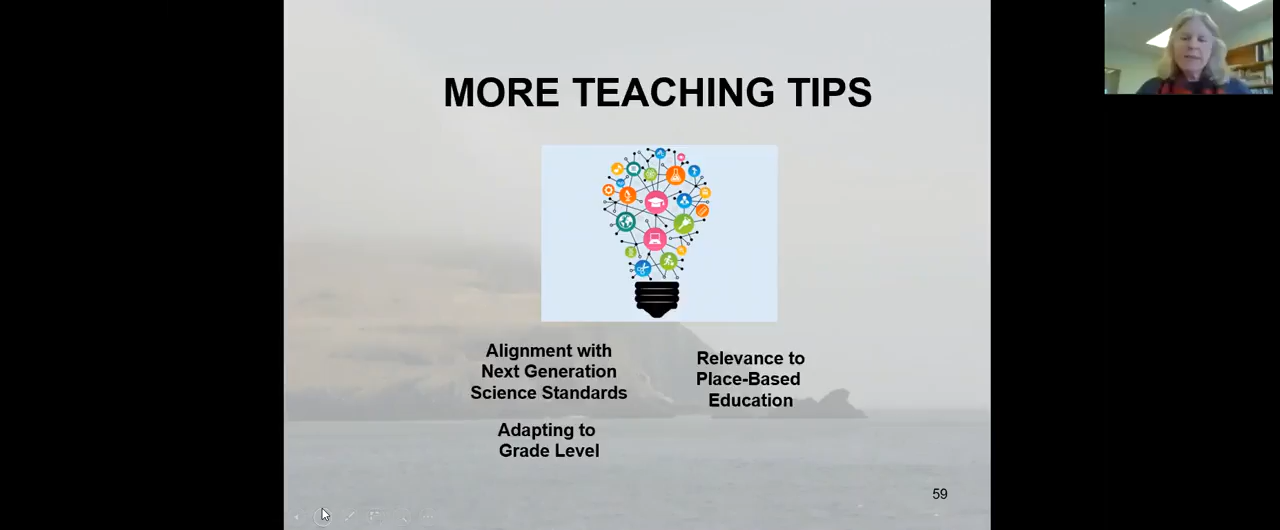 MORE TEACHING TIPS
Alignment with
Next Generation
Science Standards
Relevance to
Place-Based
Education
Adapting to
Grade Level
59